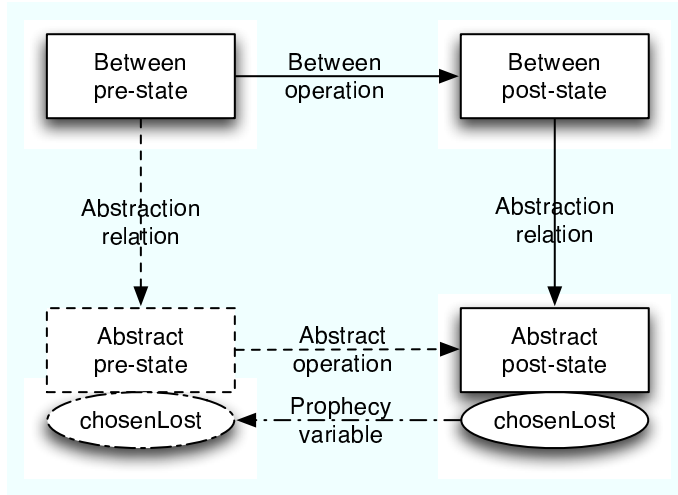 Between
pre-state
Between
operation
Between
post-state
Abstraction
relation
Abstraction
relation
Abstract
pre-state
Abstract
operation
Abstract
post-state
chosenLost
Prophecy
variable
chosenLost